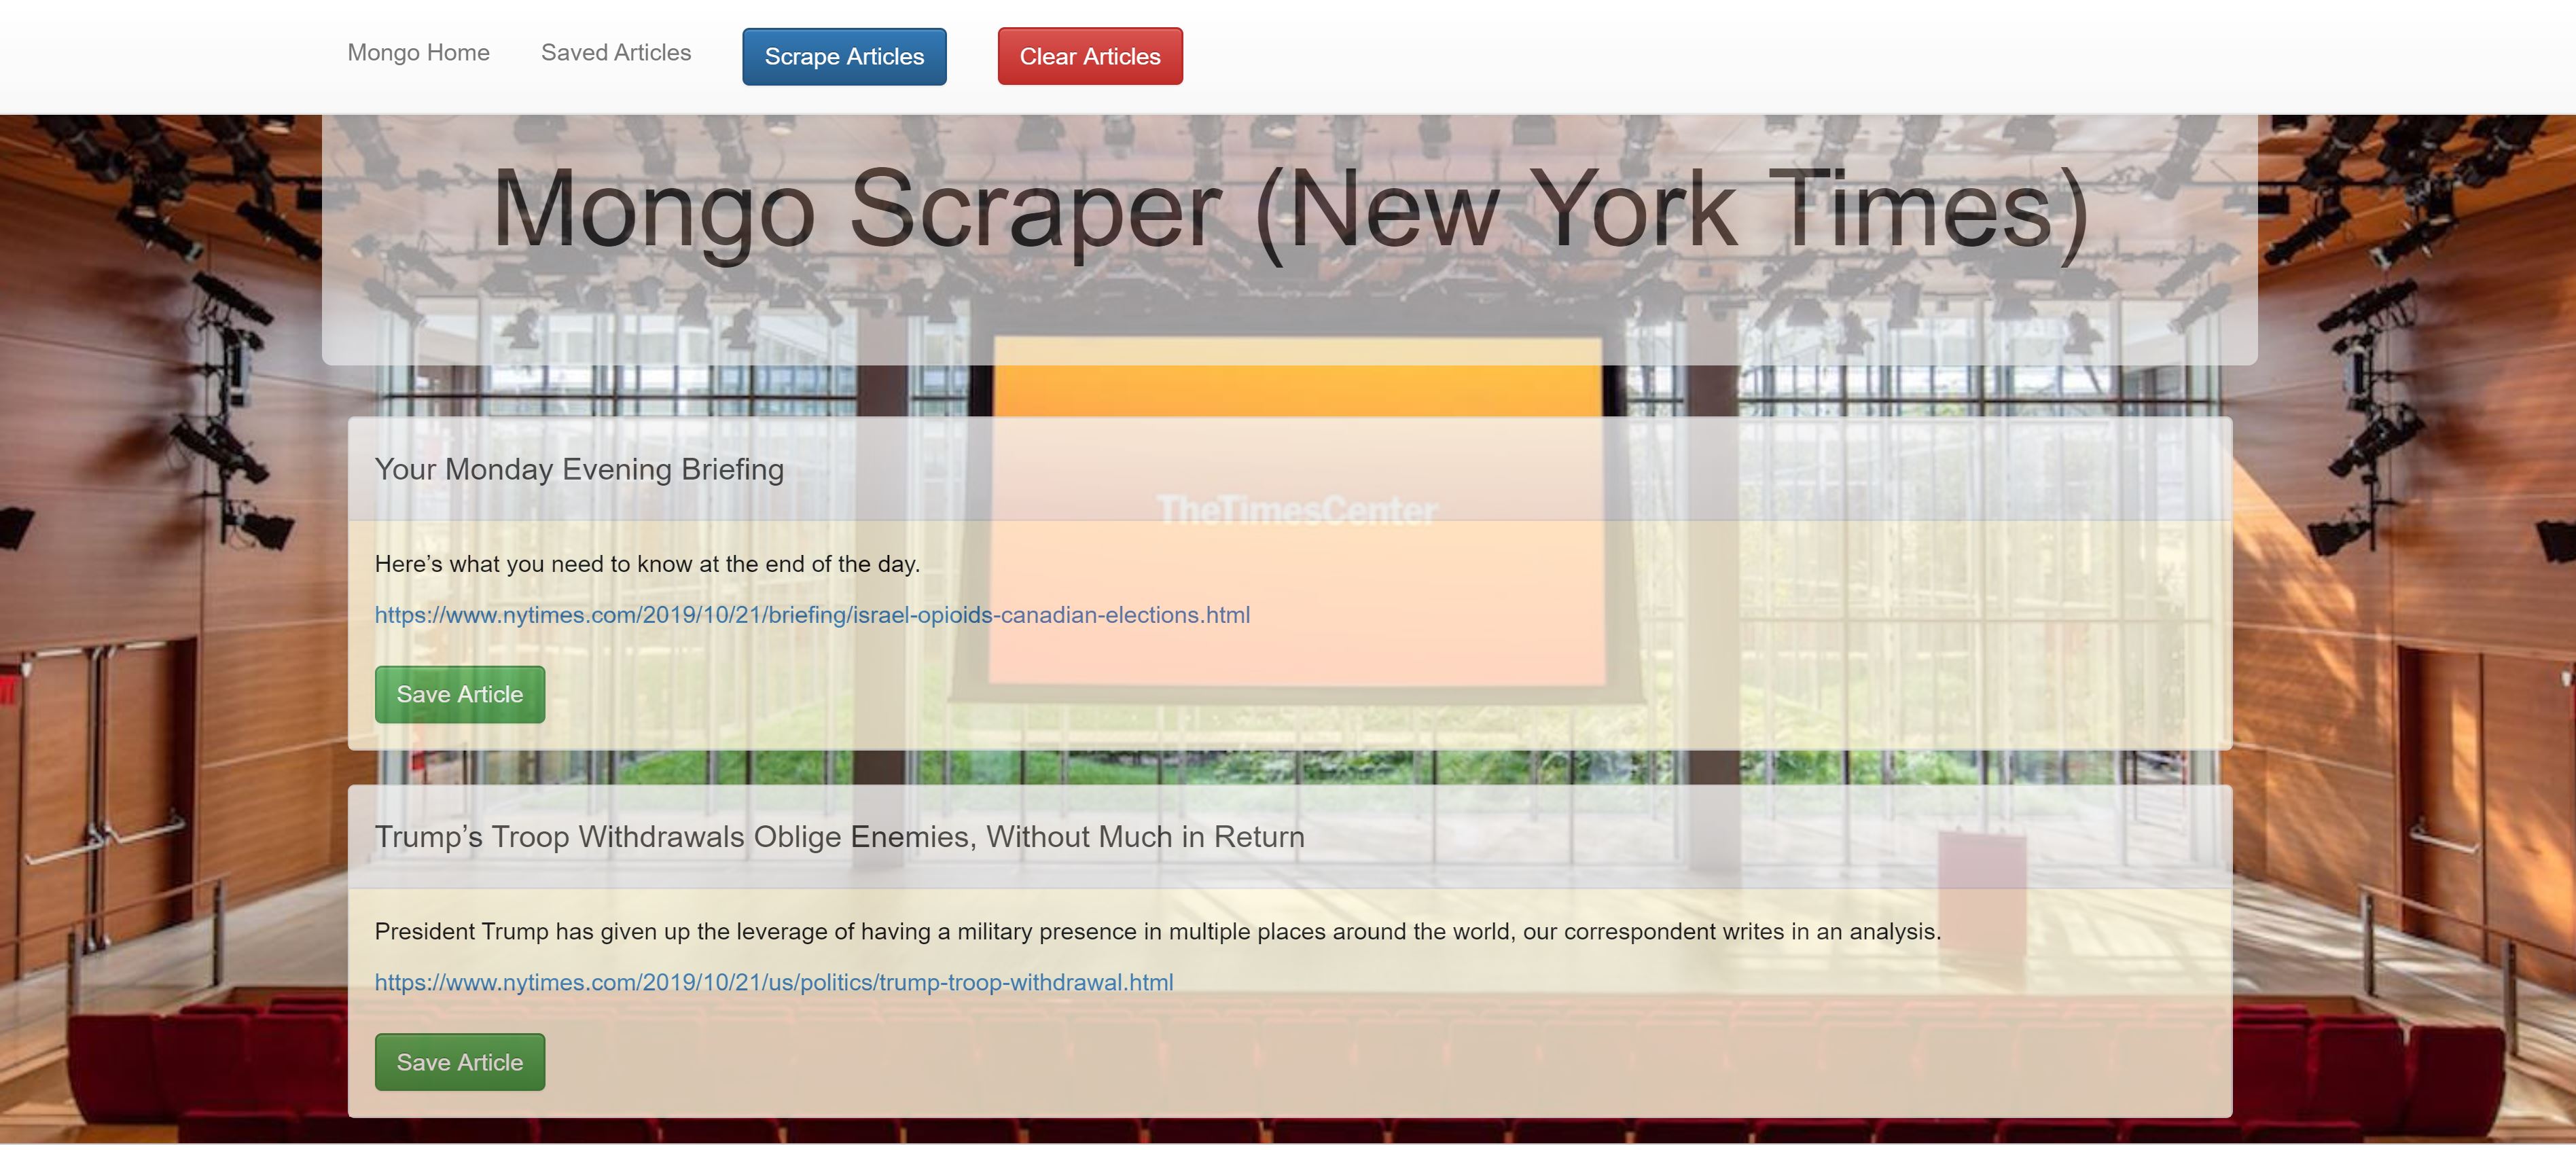 Mongo Home
Saved Articles
Scrape Articles
Clear Articles
Mongo Scraper (New York Times)
Your Monday Evening Briefing
TheTimesCenter
Here’s what you need to know at the end of the day.
https://www.nytimes.com/2019/10/21/briefing/israel-opioids-canadian-elections.html
Save Article
Trump’s Troop Withdrawals Oblige Enemies, Without Much in Return
President Trump has given up the leverage of having a military presence in multiple places around the world, our correspondent writes in an analysis.
https://www.nytimes.com/2019/10/21/us/politics/trump-troop-withdrawal.html
Save Article